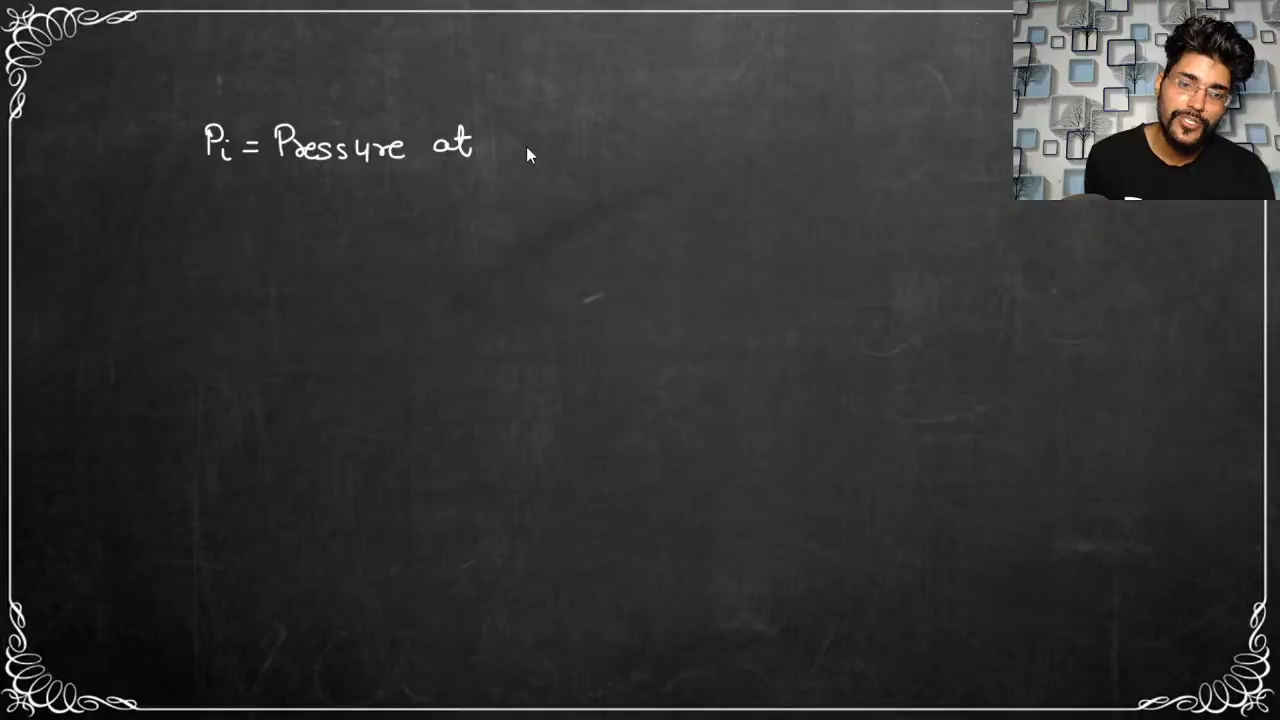 Pi = Pressure at